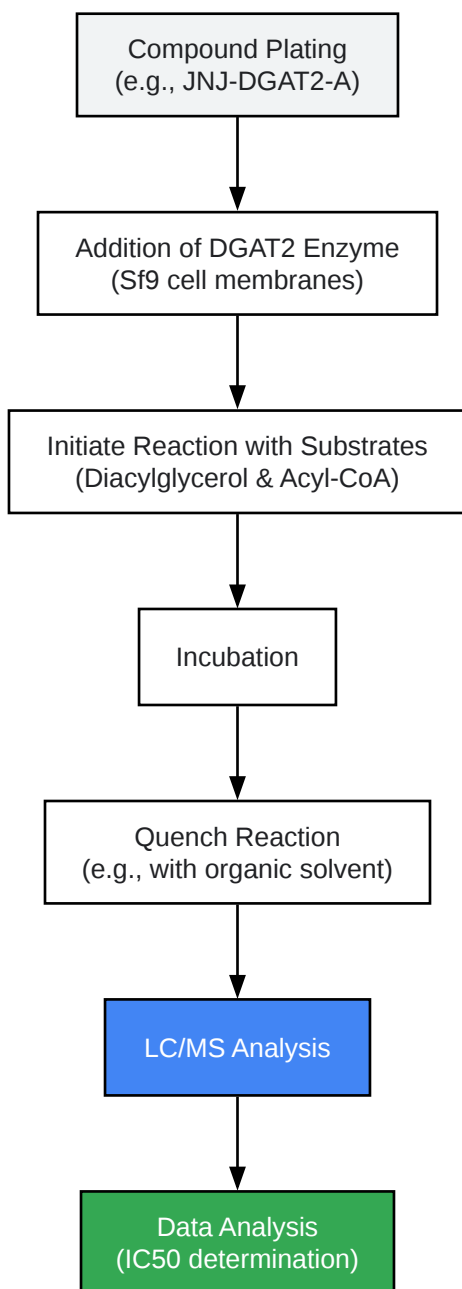 Compound Plating
(e.g., JNJ-DGAT2-A)
Addition of DGAT2 Enzyme
(Sf9 cell membranes)
Initiate Reaction with Substrates
(Diacylglycerol & Acyl-CoA)
Incubation
Quench Reaction
(e.g., with organic solvent)
LC/MS Analysis
Data Analysis
(IC50 determination)